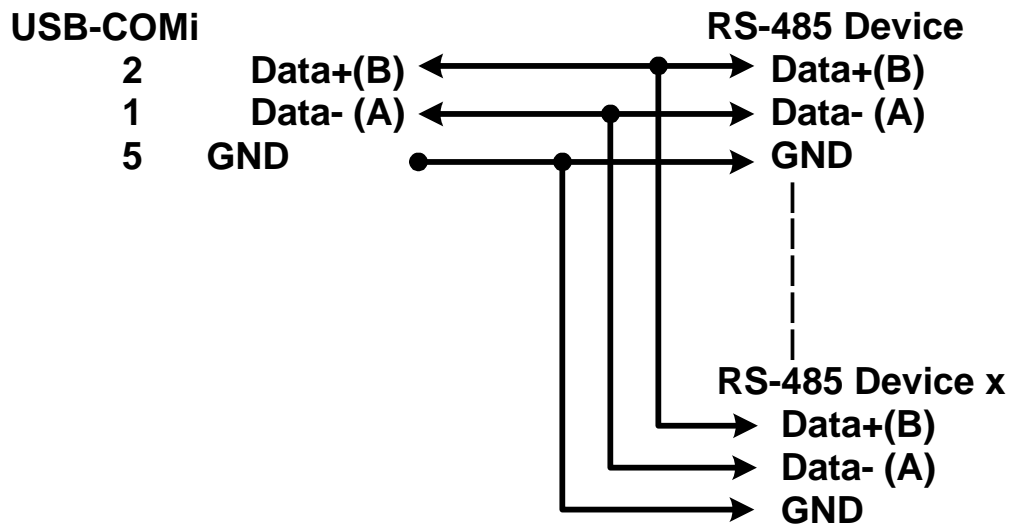 USB-COMi RS-485 Device
2 Data+(B) Data+(B)
1 Data- (A) Data- (A)
5 GND GND
RS-485 Device x
Data+(B)
Data- (A)
GND